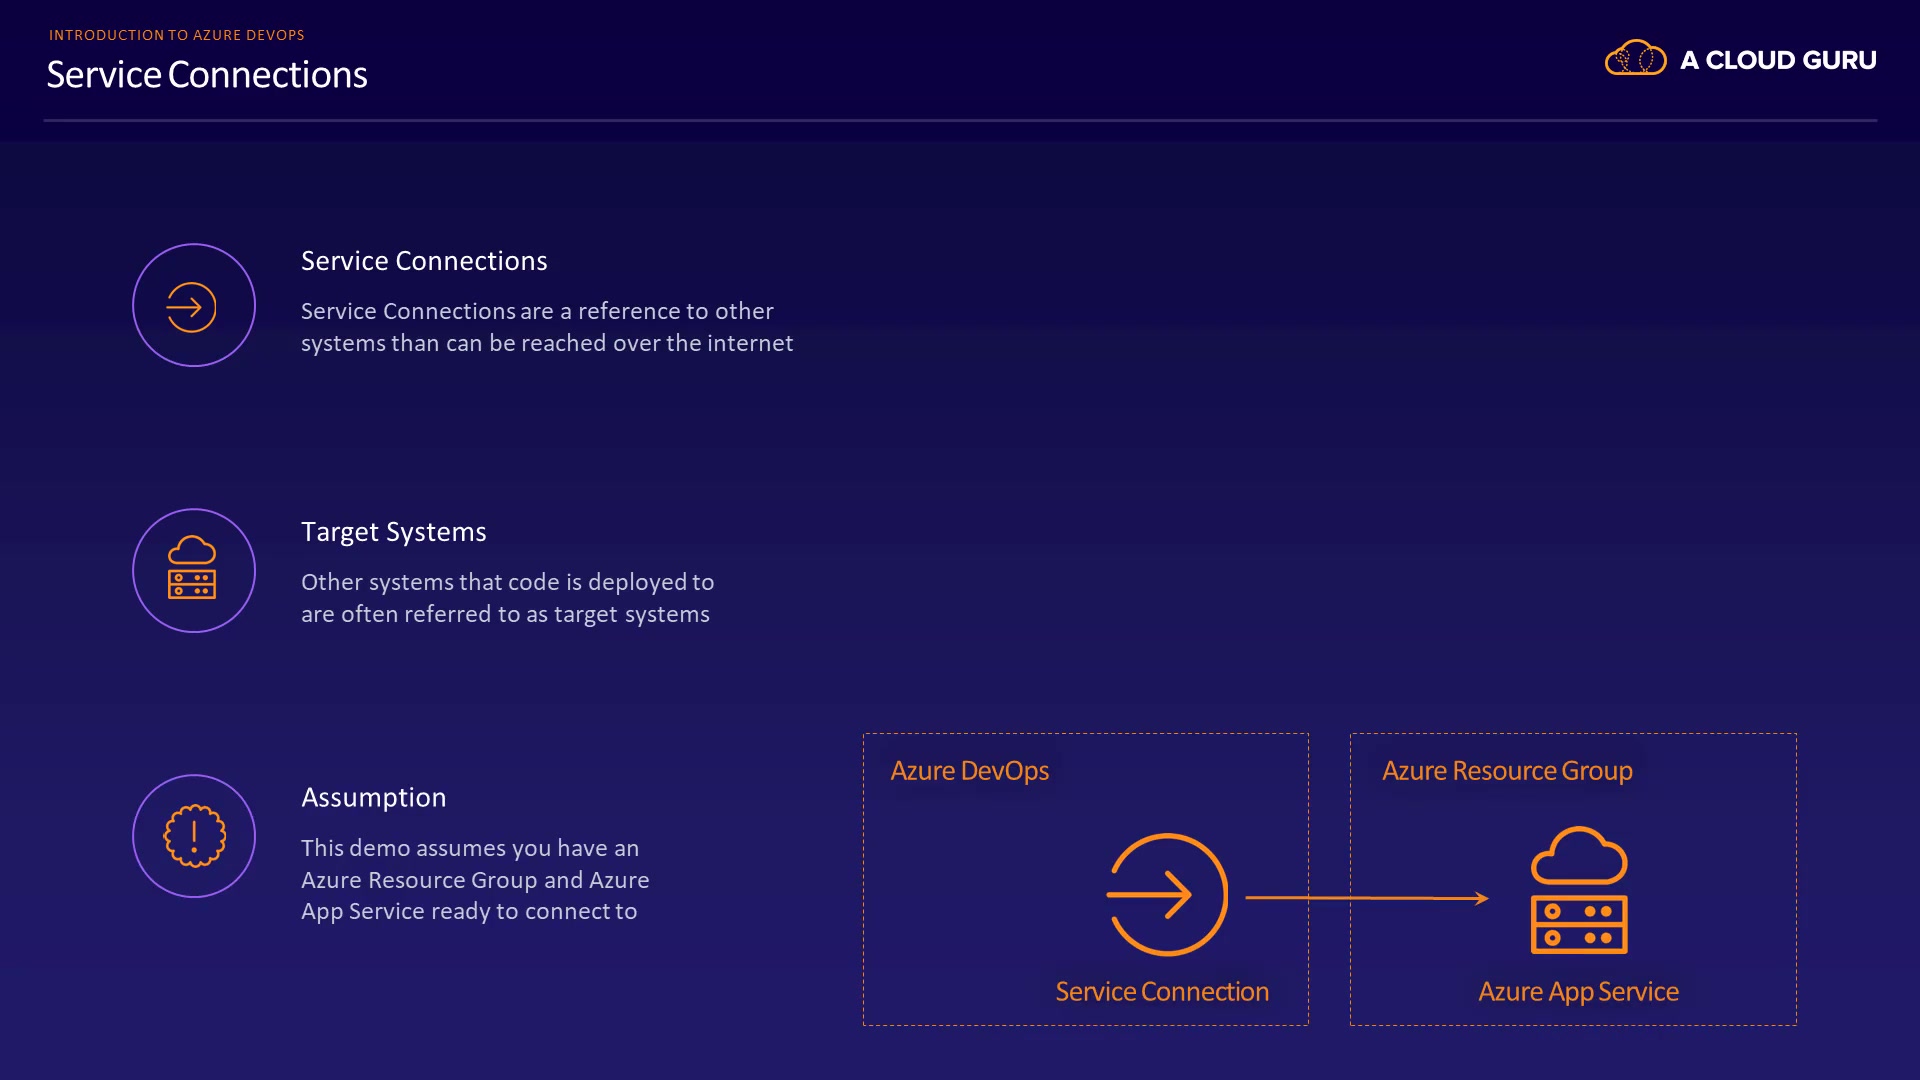 INTRODUCTION TO AZURE DEVOPS
Service Connections
A CLOUD GURU
Service Connections
Service Connections are a reference to other
systems than can be reached over the internet
Target Systems
Other systems that code is deployed to
are often referred to as target systems
Assumption
This demo assumes you have an
Azure Resource Group and Azure
App Service ready to connect to
Azure DevOps
Service Connection
Azure Resource Group
Azure App Service